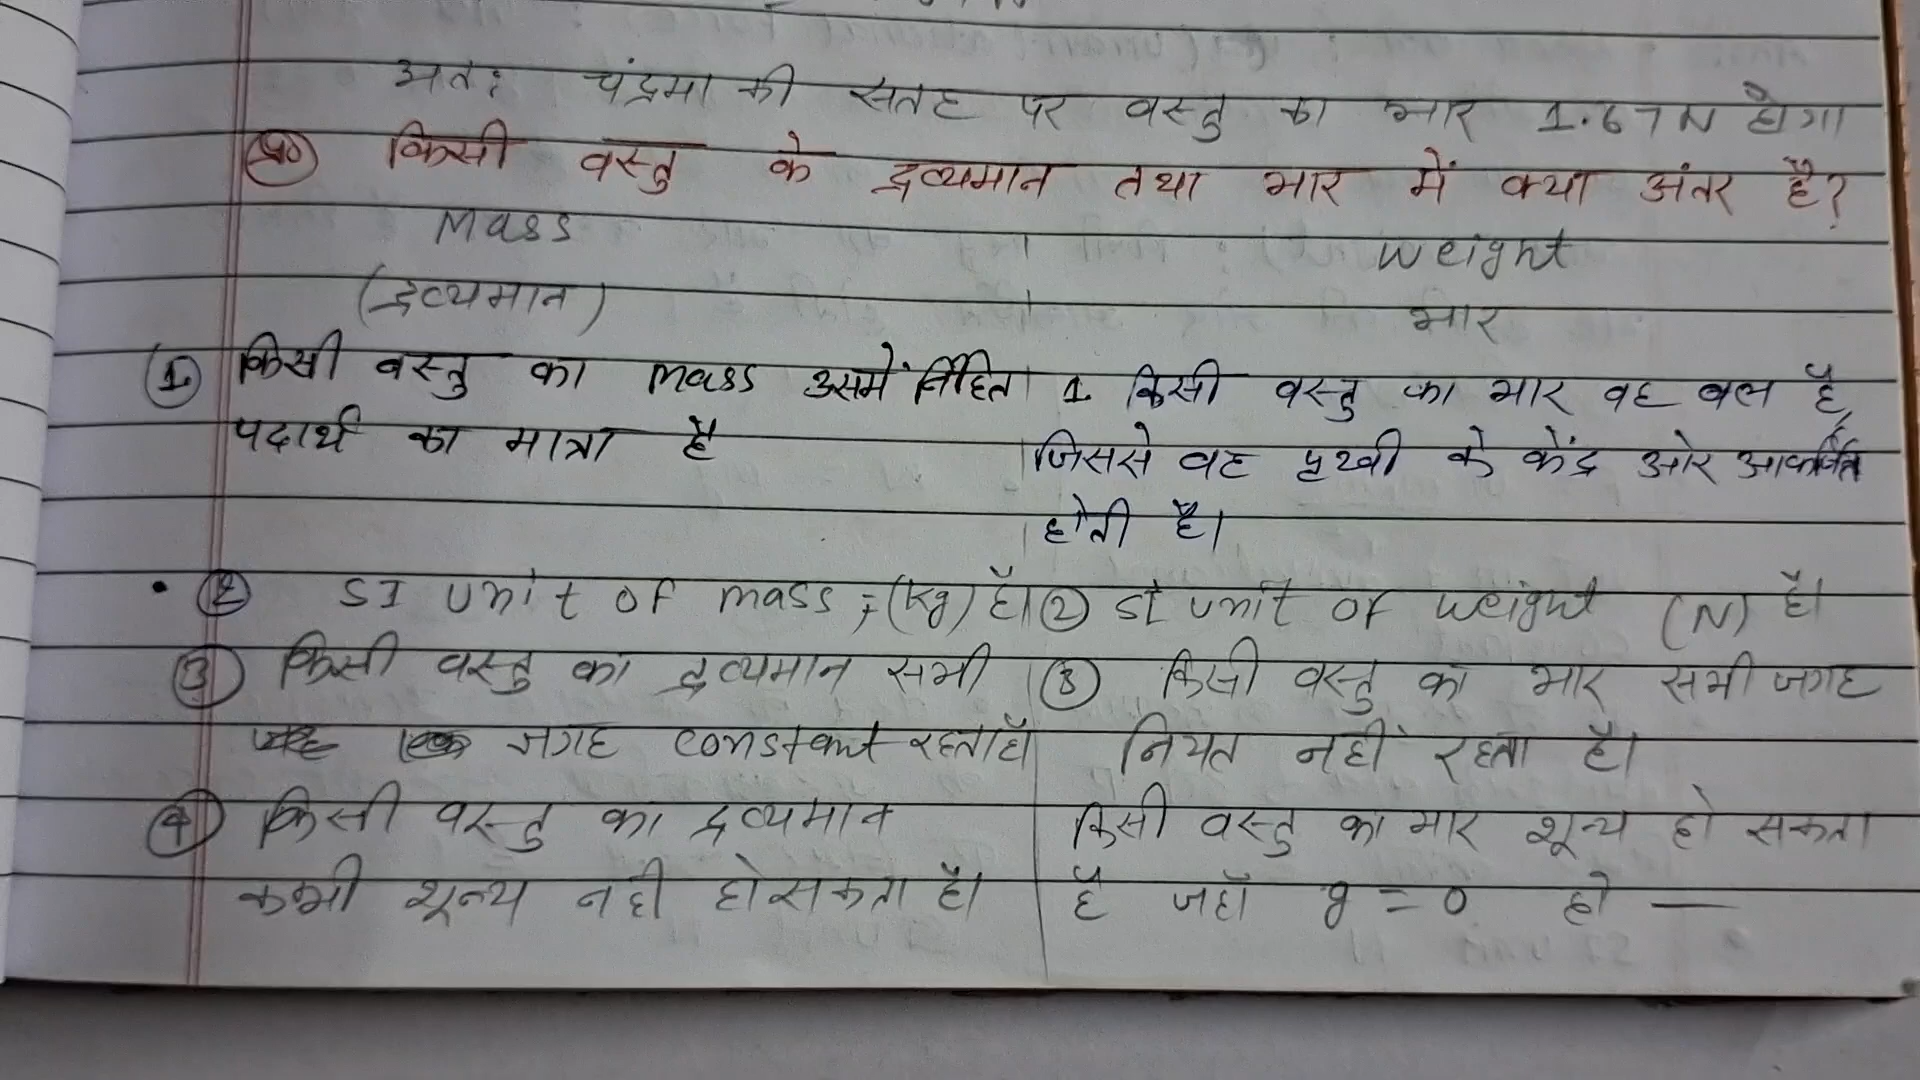 अतः चंद्रमा की सतह पर वस्तु का भार 1.67N होगा
प्र० किसी वस्तु के द्रव्यमान तथा भार में क्या अंतर है?
Mass
Weight
(द्रव्यमान)
भार
1. किसी वस्तु का mass उसमें निहित
पदार्थ का मात्रा है
1. किसी वस्तु का भार वह बल है,
जिससे वह पृथ्वी के केंद्र ओर आकर्षित
होती है।
• 2 SI Unit of mass ; (kg) है।
2 SI unit of weight (N) है।
3 किसी वस्तु का द्रव्यमान सभी
जगह constant रहता है।
3 किसी वस्तु का भार सभी जगह
नियत नहीं रहता है।
4 किसी वस्तु का द्रव्यमान
कभी शून्य नही हो सकता है।
किसी वस्तु का भार शून्य हो सकता
है जहाँ g = 0 हो —